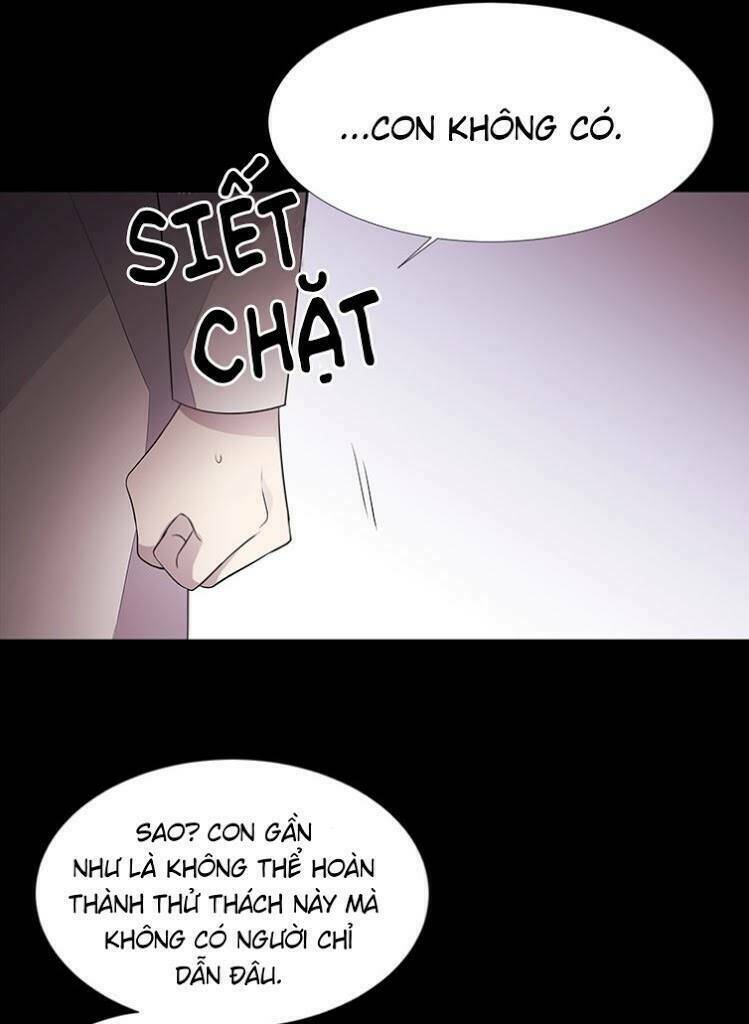 ...CON KHÔNG CÓ.
SIẾT
CHẶT
SAO? CON GẦN
NHƯ LÀ KHÔNG THỂ HOÀN
THÀNH THỬ THÁCH NÀY MÀ
KHÔNG CÓ NGƯỜI CHỈ
DẪN ĐÂU.